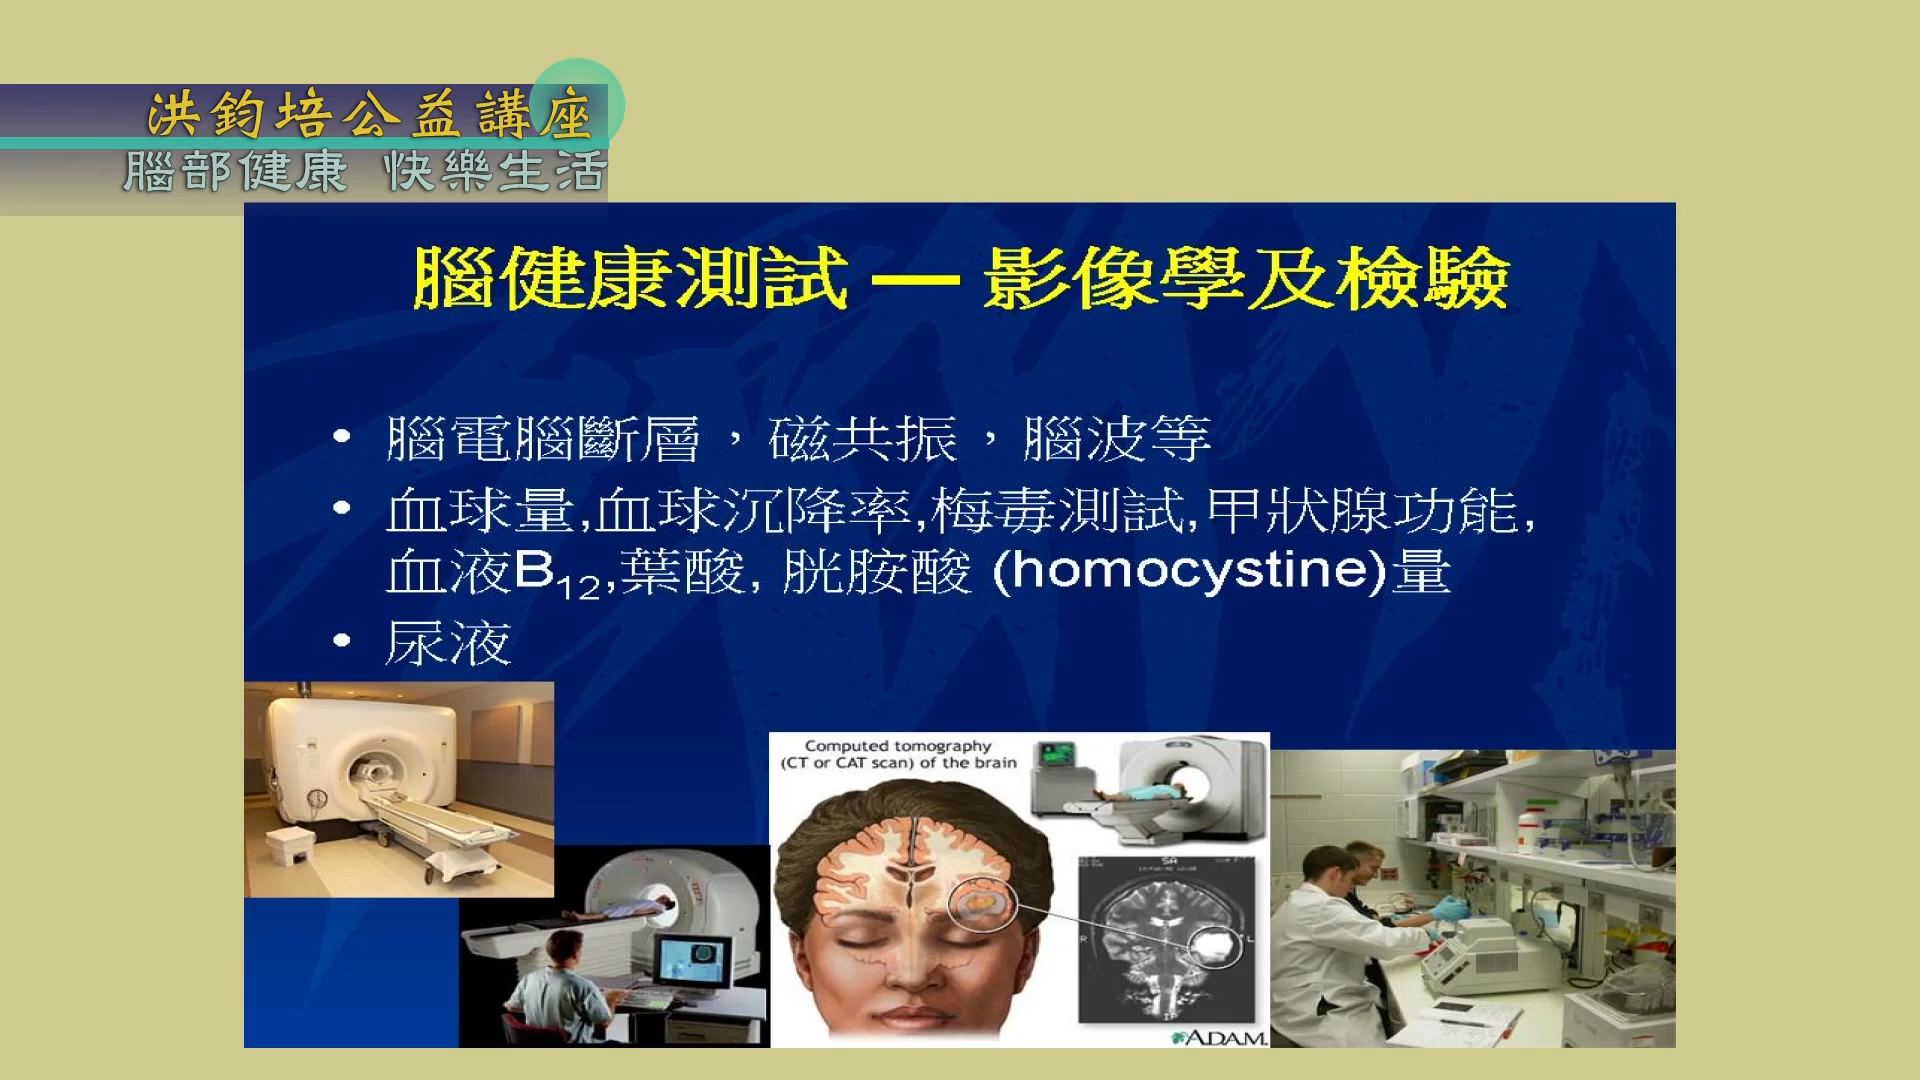 洪鈞培公益講座
腦部健康 快樂生活
腦健康測試 — 影像學及檢驗
• 腦電腦斷層，磁共振，腦波等
• 血球量,血球沉降率,梅毒測試,甲狀腺功能,
血液B12,葉酸, 胱胺酸 (homocystine)量
• 尿液
Computed tomography
(CT or CAT scan) of the brain
SA
R
L
ADAM.